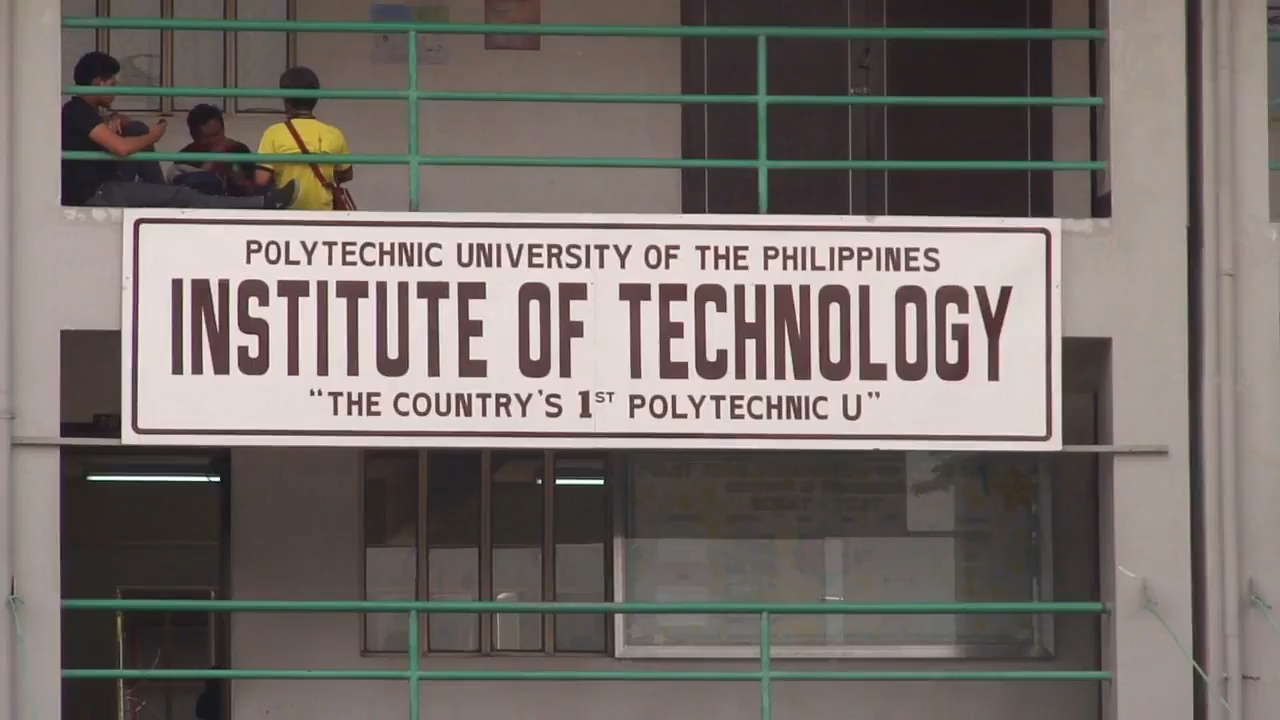 POLYTECHNIC UNIVERSITY OF THE PHILIPPINES
INSTITUTE OF TECHNOLOGY
“THE COUNTRY'S 1ST POLYTECHNIC U”